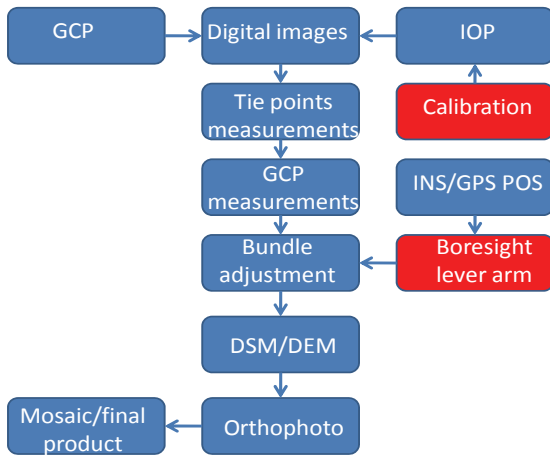 GCP
Digital images
IOP
Tie points
measurements
Calibration
GCP
measurements
INS/GPS POS
Bundle
adjustment
Boresight
lever arm
DSM/DEM
Mosaic/final
product
Orthophoto